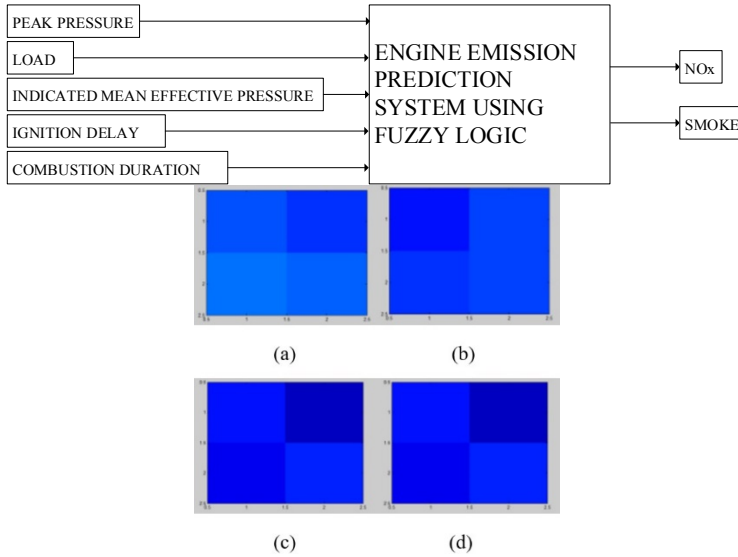 PEAK PRESSURE
LOAD
INDICATED MEAN EFFECTIVE PRESSURE
IGNITION DELAY
COMBUSTION DURATION
ENGINE EMISSION
PREDICTION
SYSTEM USING
FUZZY LOGIC
NOx
SMOKE
(a)
(b)
(c)
(d)